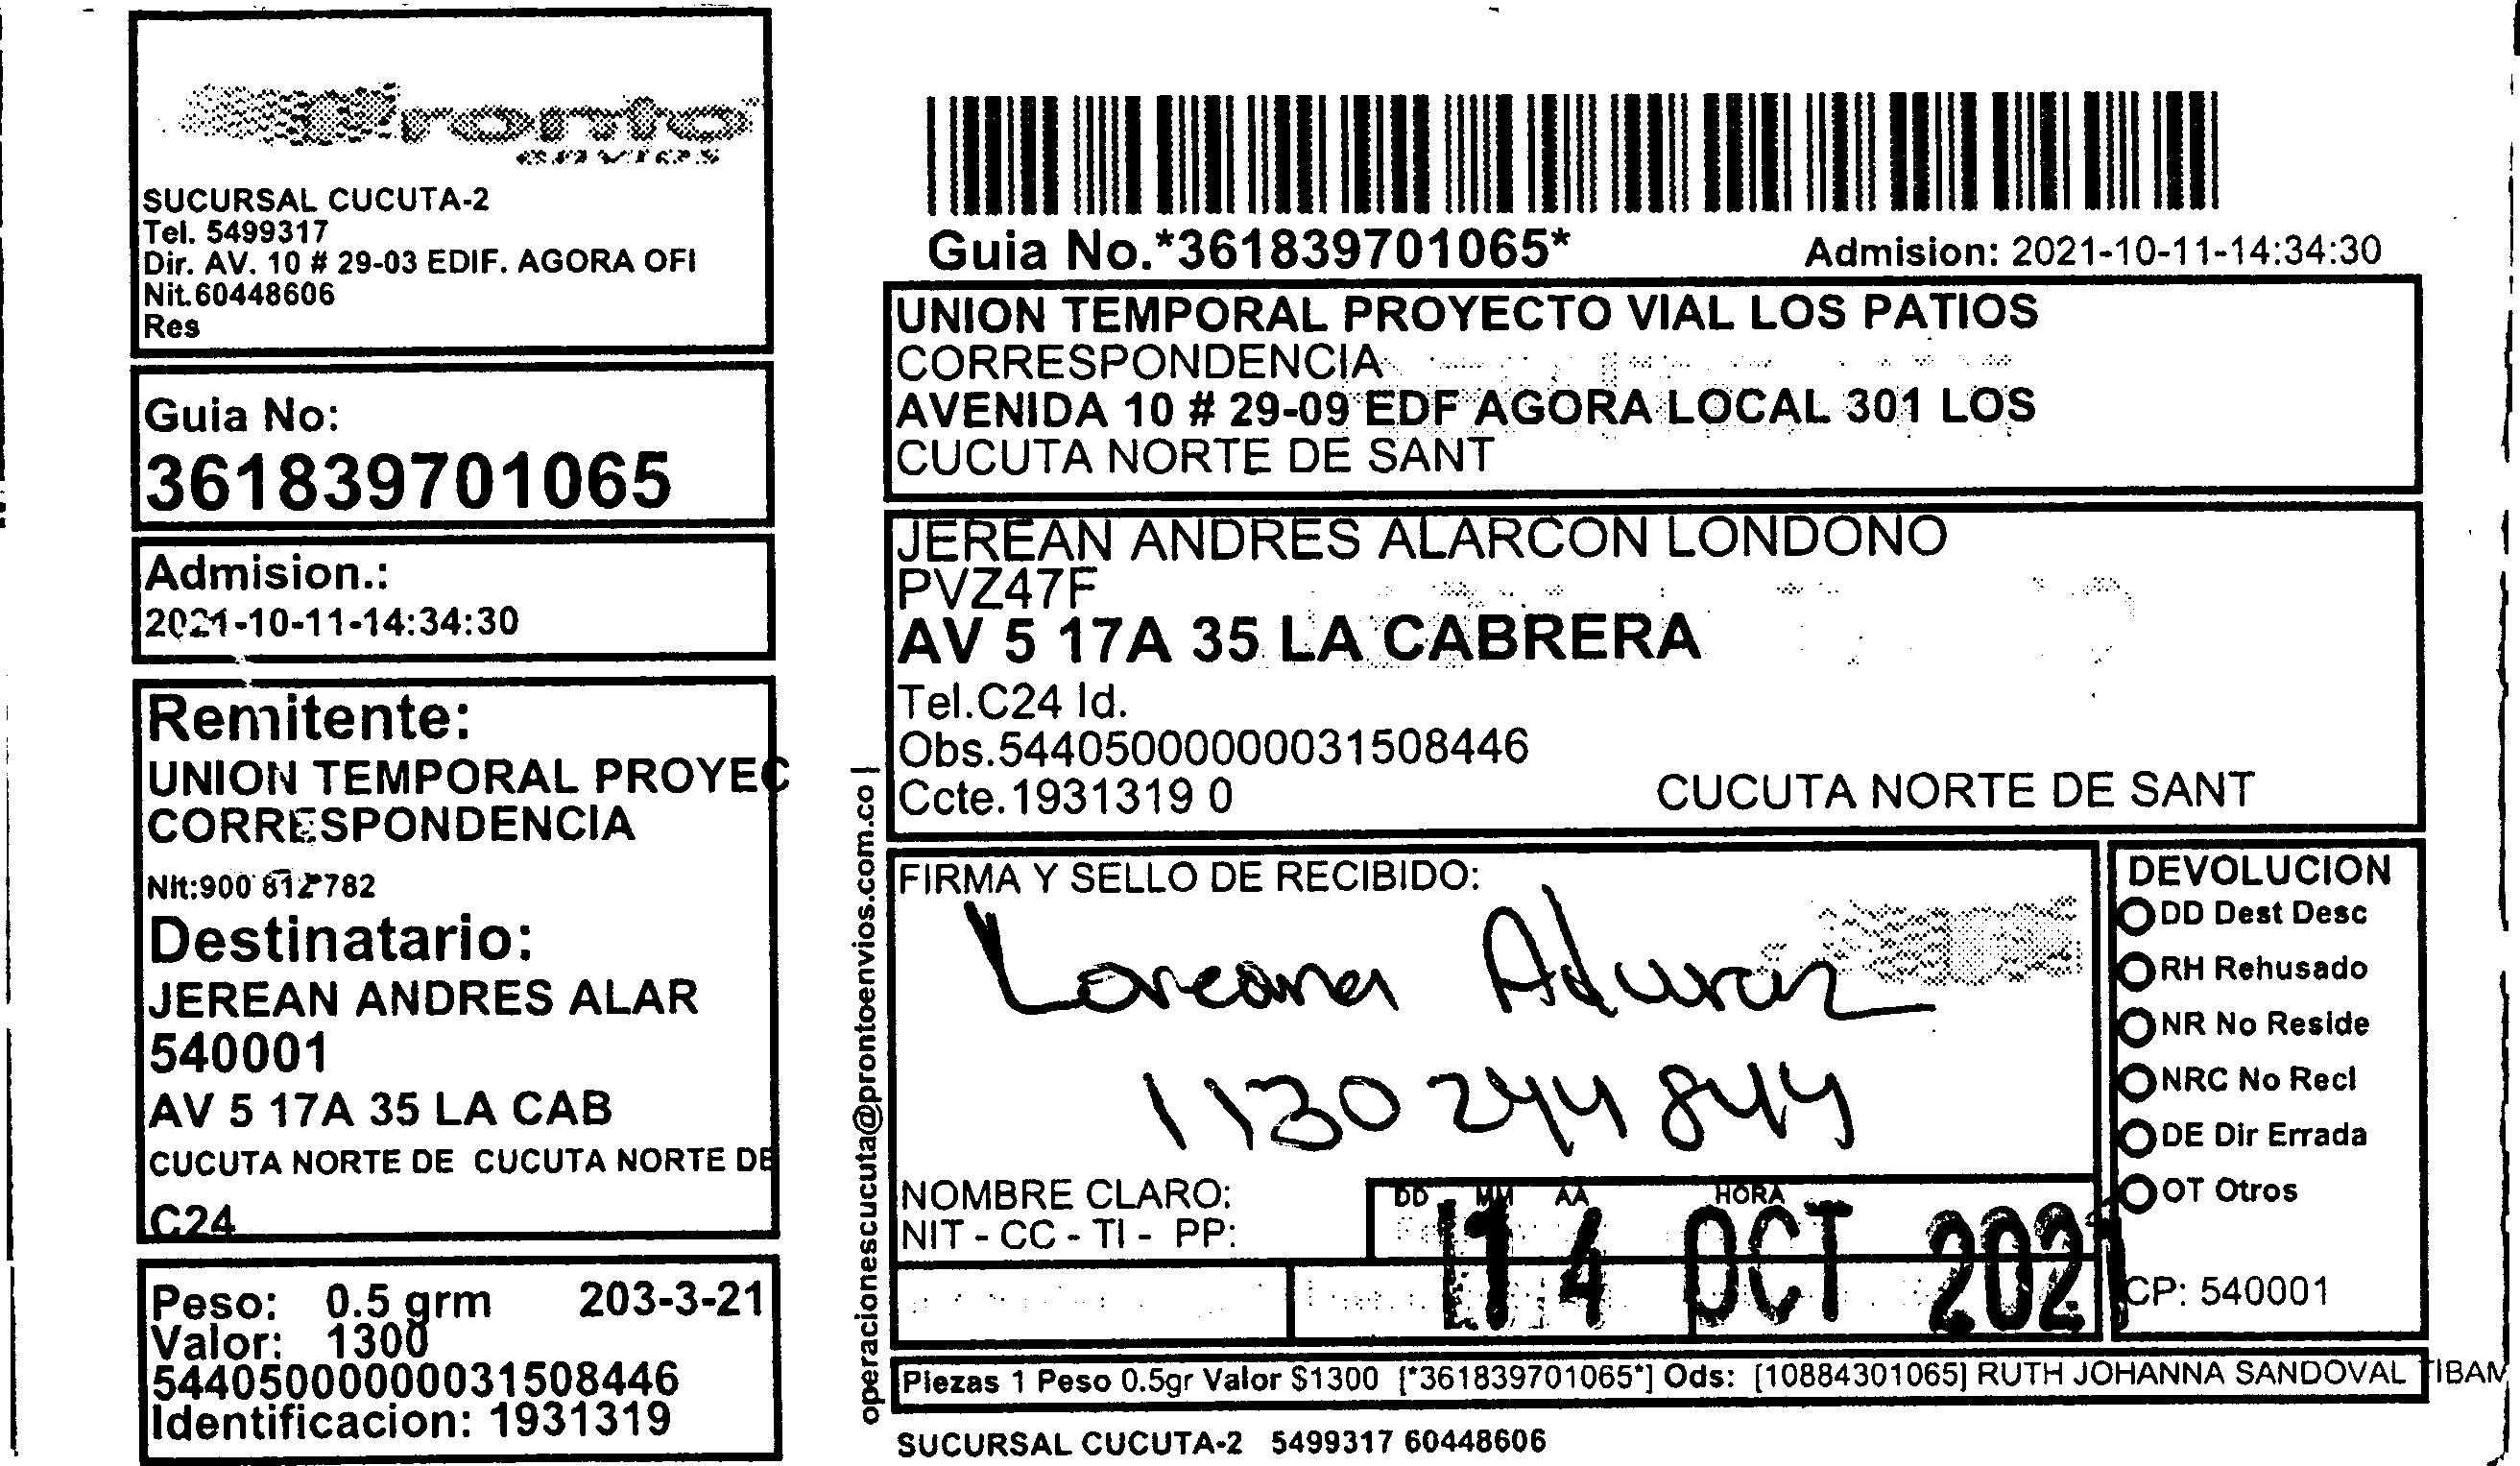 Pronto
envios
SUCURSAL CUCUTA-2
Tel. 5499317
Dir. AV. 10 # 29-03 EDIF. AGORA OFI
Nit.60448606
Res
Guia No:
361839701065
Admision.:
2021-10-11-14:34:30
Remitente:
UNION TEMPORAL PROYEC
CORRESPONDENCIA
Nit:900 812 782
Destinatario:
JEREAN ANDRES ALAR
540001
AV 5 17A 35 LA CAB
CUCUTA NORTE DE CUCUTA NORTE DE
C24
Peso: 0.5 grm 203-3-21
Valor: 1300
544050000000031508446
Identificacion: 1931319
operacionescucuta@prontoenvios.com.co |
Guia No.*361839701065* Admision: 2021-10-11-14:34:30
UNION TEMPORAL PROYECTO VIAL LOS PATIOS
CORRESPONDENCIA
AVENIDA 10 # 29-09 EDF AGORA LOCAL 301 LOS
CUCUTA NORTE DE SANT
JEREAN ANDRES ALARCON LONDONO
PVZ47F
AV 5 17A 35 LA CABRERA
Tel.C24 Id.
Obs.544050000000031508446
Ccte.1931319 0 CUCUTA NORTE DE SANT
FIRMA Y SELLO DE RECIBIDO:
1130244844
NOMBRE CLARO:
NIT - CC - TI - PP:
DD MM AA HORA
14 OCT 2021
DEVOLUCION
DD Dest Desc
RH Rehusado
NR No Reside
NRC No Recl
DE Dir Errada
OT Otros
CP: 540001
Piezas 1 Peso 0.5gr Valor $1300 [*361839701065*] Ods: [10884301065] RUTH JOHANNA SANDOVAL TIBAM
SUCURSAL CUCUTA-2 5499317 60448606